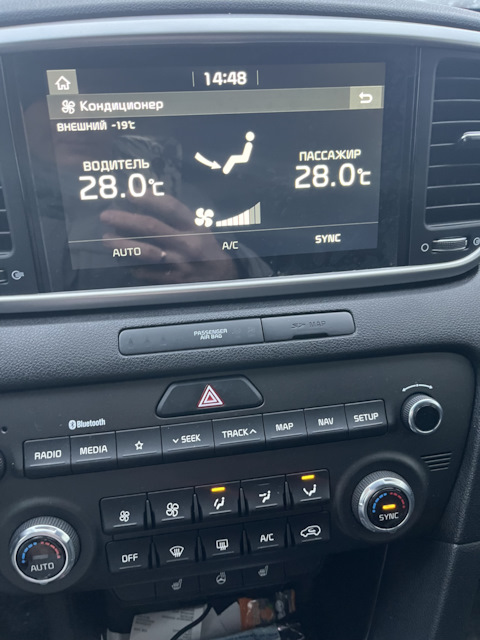 14:48
Кондиционер
ВНЕШНИЙ -19℃
ВОДИТЕЛЬ
28.0℃
ПАССАЖИР
28.0℃
AUTO
A/C
SYNC
PASSENGER
AIR BAG
Bluetooth
RADIO
MEDIA
SEEK
TRACK
MAP
NAV
SETUP
AUTO
OFF
A/C
SYNC